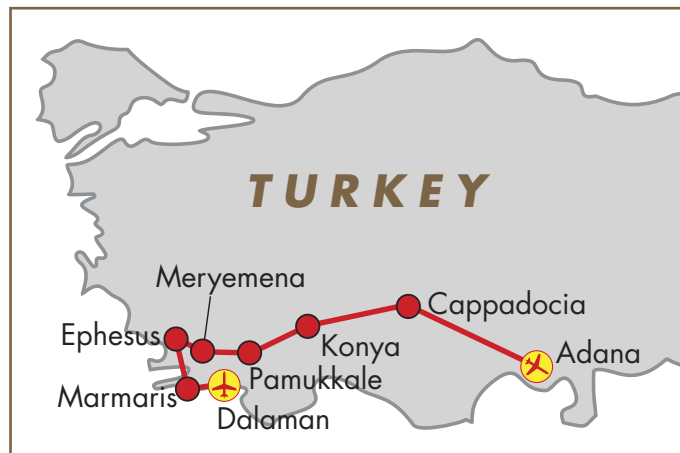 TURKEY
Meryemena
Cappadocia
Ephesus
Konya
Adana
Pamukkale
Marmaris
Dalaman